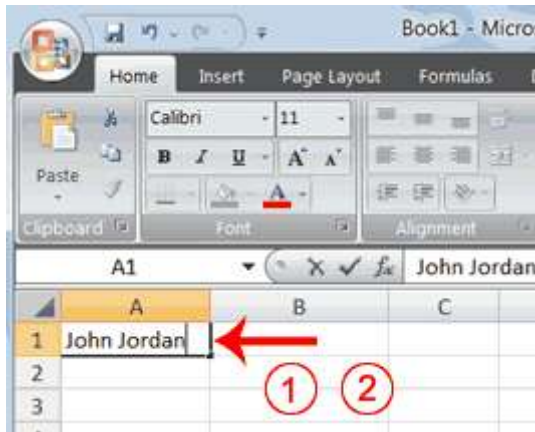 Book1 - Micro
Home Insert Page Layout Formulas
Calibri 11
B I U A A
Paste
A
Clipboard Font Alignment
A1 fx John Jordan
A B C
1 John Jordan
1 2
2
3